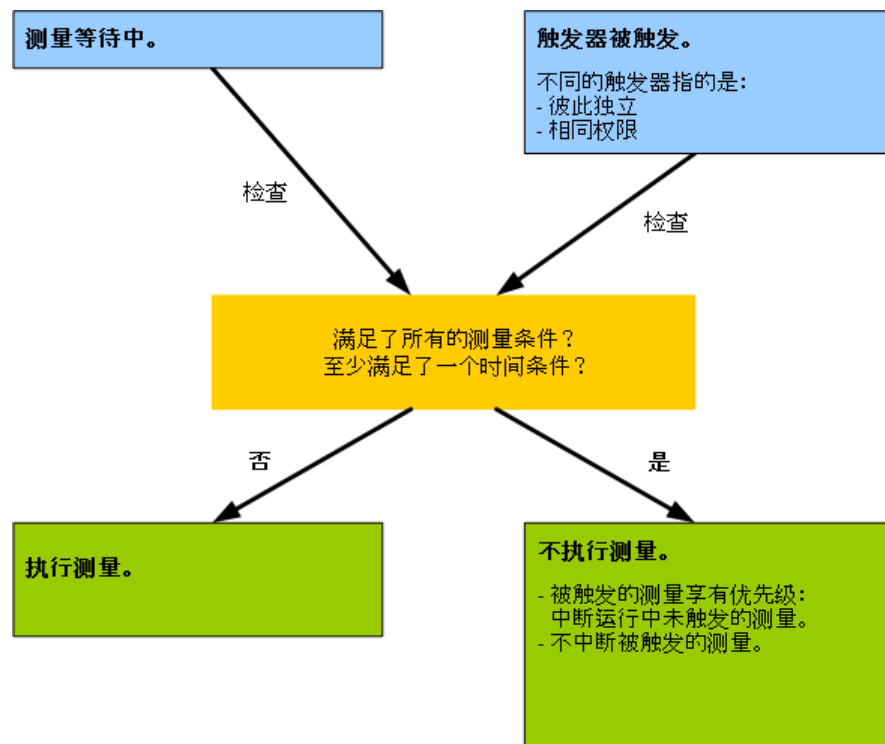 测量等待中。
触发器被触发。
不同的触发器指的是：
- 彼此独立
- 相同权限
检查
检查
满足了所有的测量条件？
至少满足了一个时间条件？
否
是
执行测量。
不执行测量。
- 被触发的测量享有优先级：
中断运行中未触发的测量。
- 不中断被触发的测量。